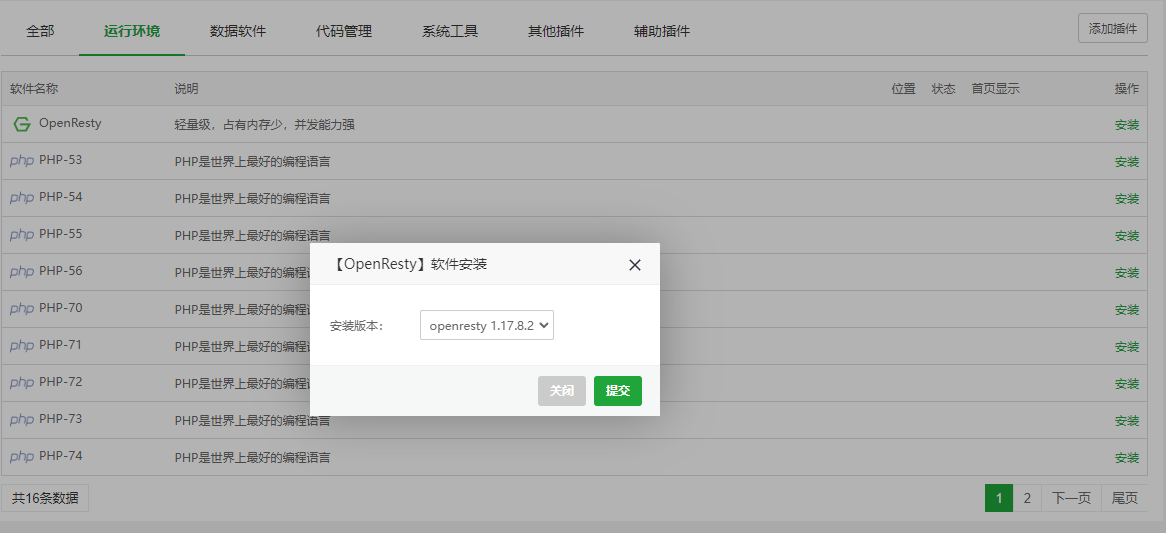 全部 运行环境 数据软件 代码管理 系统工具 其他插件 辅助插件 添加插件
软件名称 说明 位置 状态 首页显示 操作
OpenResty 轻量级，占有内存少，并发能力强 安装
php PHP-53 PHP是世界上最好的编程语言 安装
php PHP-54 PHP是世界上最好的编程语言 安装
php PHP-55 PHP是世界上最好的编程语言 安装
php PHP-56 PHP是世界上最好的编程 安装
php PHP-70 PHP是世界上最好的编程 安装
php PHP-71 PHP是世界上最好的编程 安装
php PHP-72 PHP是世界上最好的编程 安装
php PHP-73 PHP是世界上最好的编程语言 安装
php PHP-74 PHP是世界上最好的编程语言 安装
共16条数据 1 2 下一页 尾页
【OpenResty】软件安装
安装版本： openresty 1.17.8.2
关闭 提交